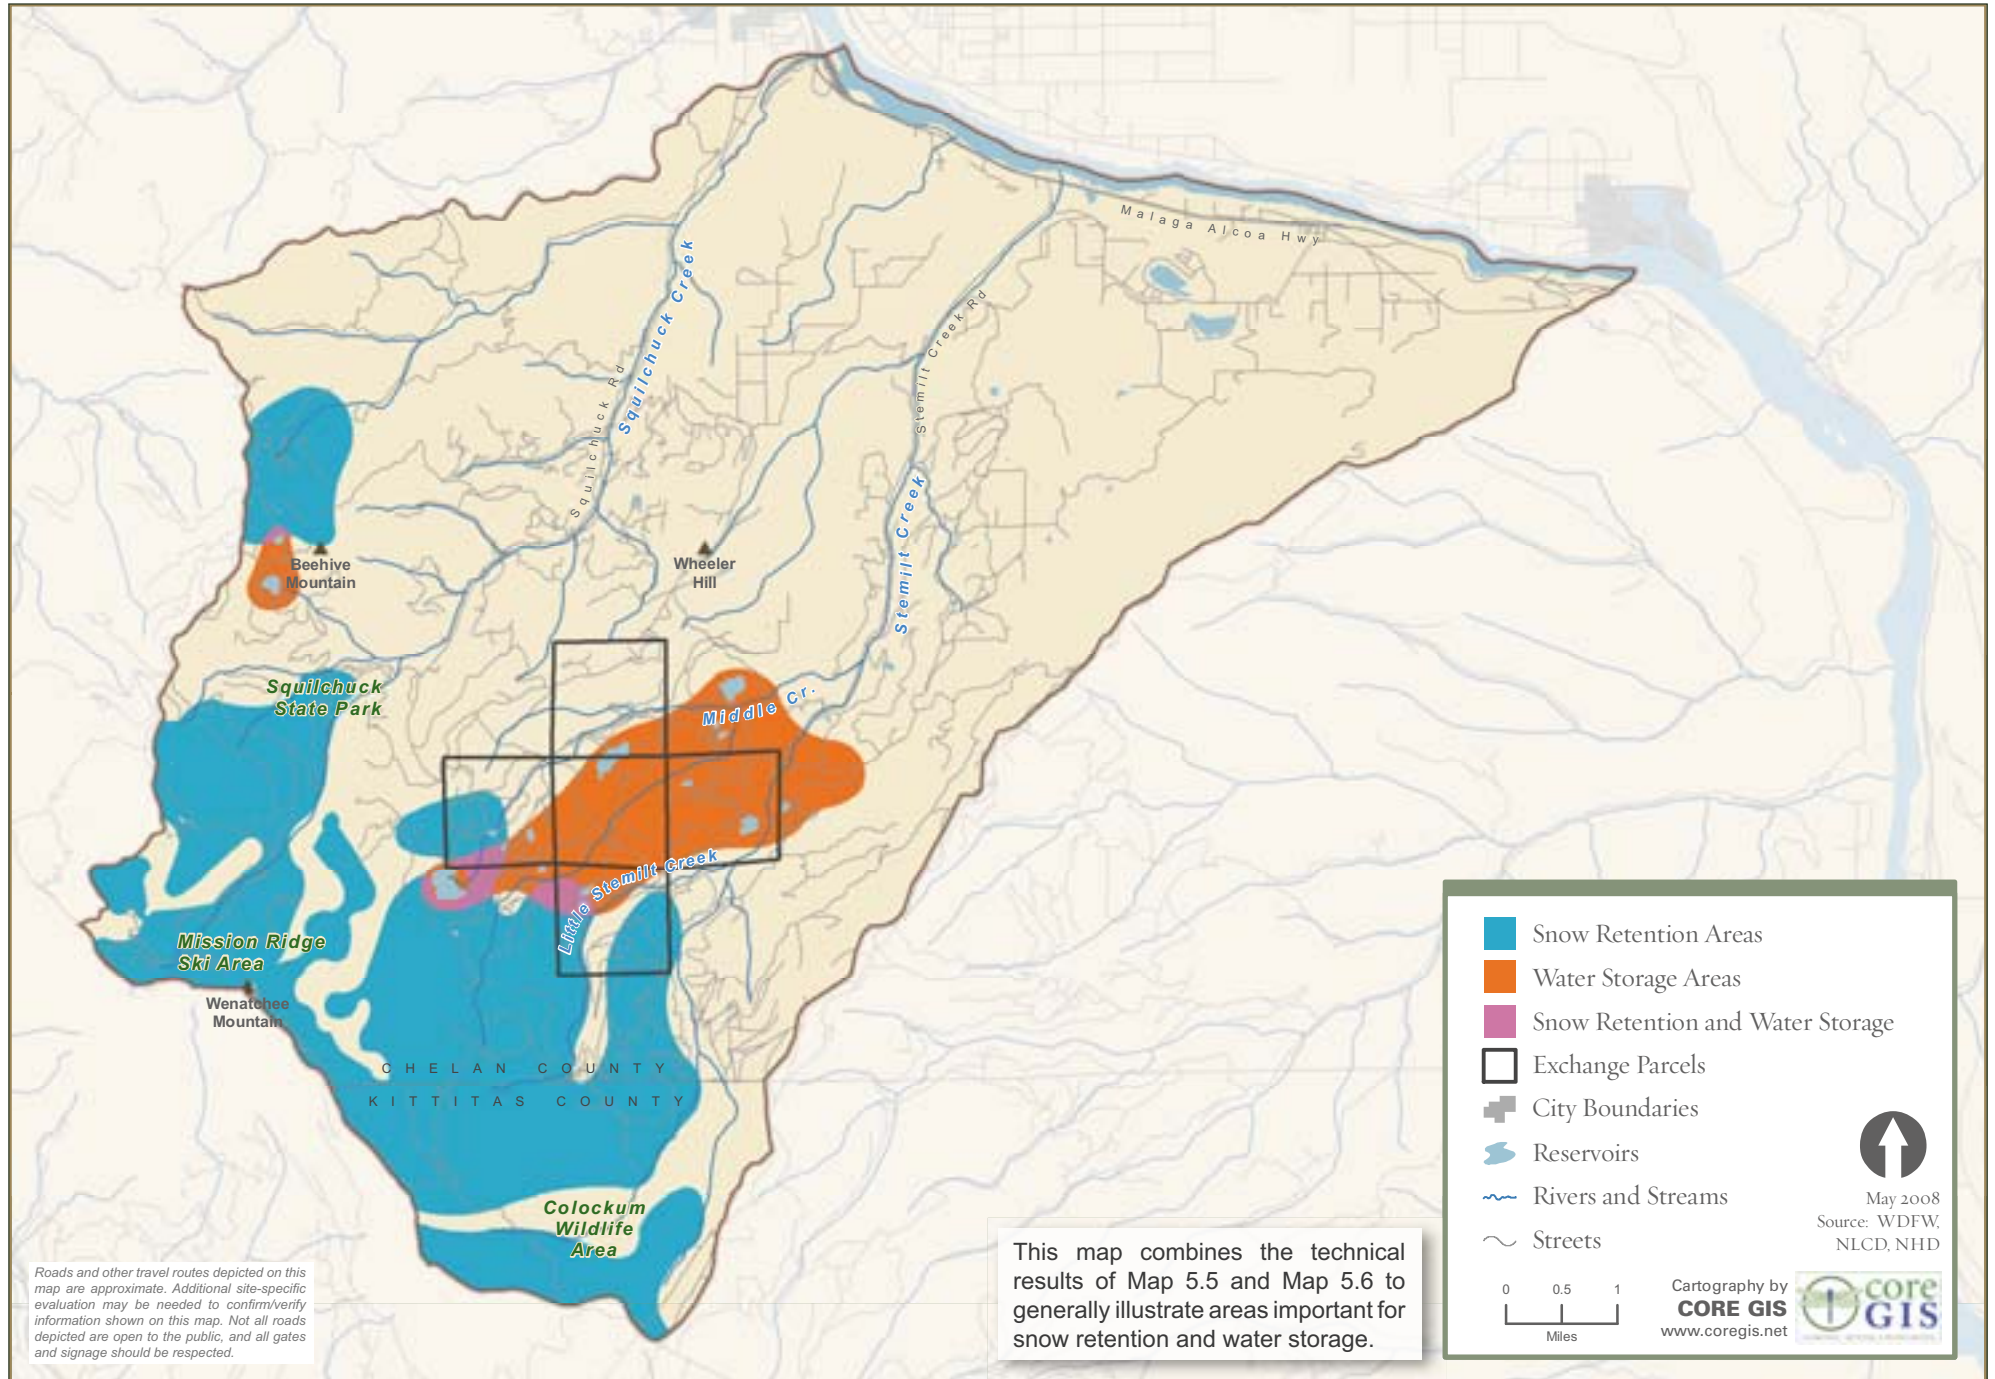 Malaga Alcoa Hwy
Squilchuck Creek
Squilchuck Rd
Stemilt Creek Rd
Stemilt Creek
Beehive
Mountain
Wheeler
Hill
Squilchuck
State Park
Middle Cr.
Little Stemilt Creek
Mission Ridge
Ski Area
Wenatchee
Mountain
CHELAN COUNTY
KITTITAS COUNTY
Colockum
Wildlife
Area
Roads and other travel routes depicted on this
map are approximate. Additional site-specific
evaluation may be needed to confirm/verify
information shown on this map. Not all roads
depicted are open to the public, and all gates
and signage should be respected.
This map combines the technical
results of Map 5.5 and Map 5.6 to
generally illustrate areas important for
snow retention and water storage.
Snow Retention Areas
Water Storage Areas
Snow Retention and Water Storage
Exchange Parcels
City Boundaries
Reservoirs
Rivers and Streams
Streets
May 2008
Source: WDFW,
NLCD, NHD
0 0.5 1
Miles
Cartography by
CORE GIS
www.coregis.net
core
GIS